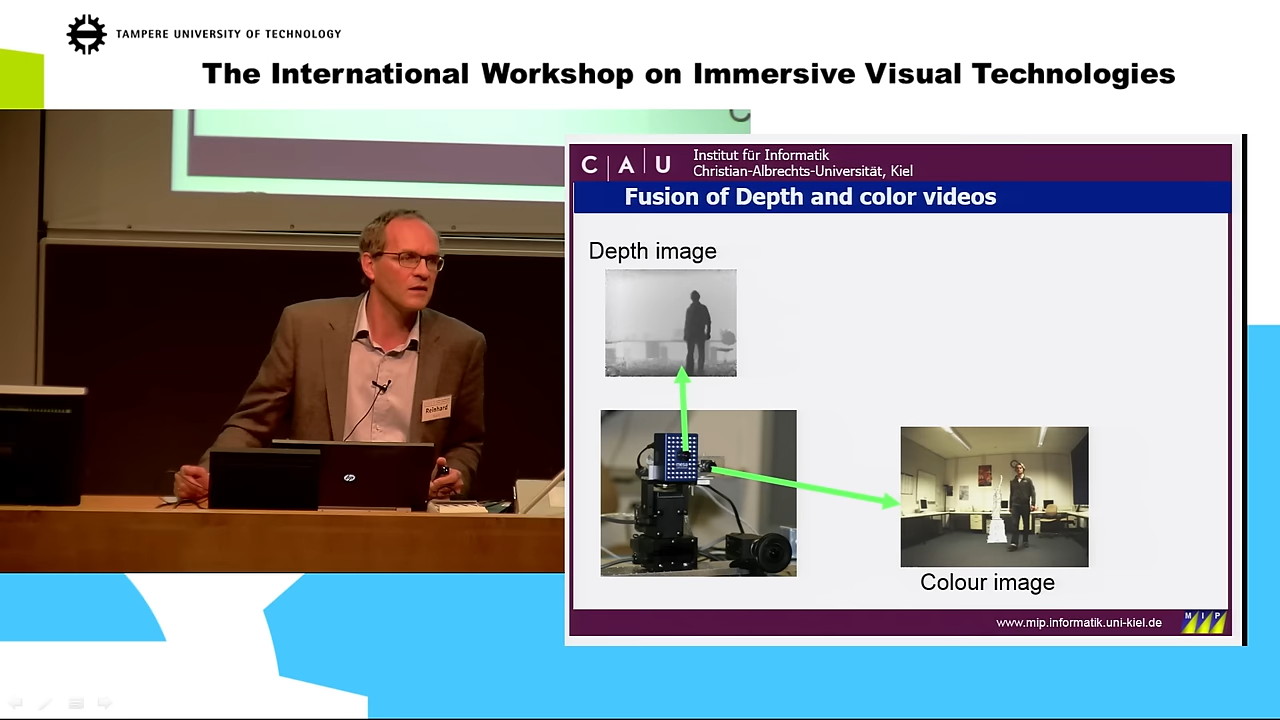 TAMPERE UNIVERSITY OF TECHNOLOGY
The International Workshop on Immersive Visual Technologies
C A U
Institut für Informatik
Christian-Albrechts-Universität, Kiel
Fusion of Depth and color videos
Depth image
Reinhard
hp
Colour image
www.mip.informatik.uni-kiel.de
M I P